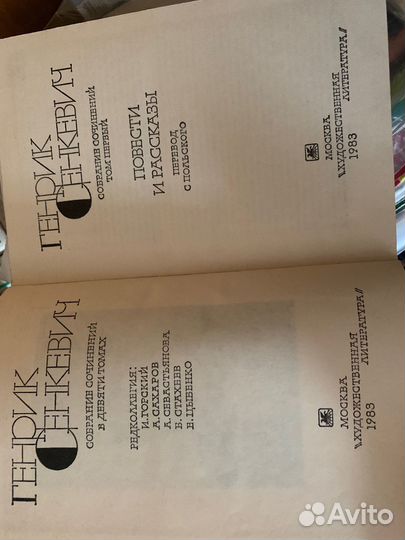 ГЕНРИК
СЕНКЕВИЧ
СОБРАНИЕ СОЧИНЕНИЙ
В ДЕВЯТИ ТОМАХ
РЕДКОЛЛЕГИЯ:
И. ГОРСКИЙ
А. САХАРОВ
А. СЕВАСТЬЯНОВА
Б. СТАХЕЕВ
Е. ЦЫБЕНКО
МОСКВА
„ХУДОЖЕСТВЕННАЯ
ЛИТЕРАТУРА”
1983
ГЕНРИК
СЕНКЕВИЧ
СОБРАНИЕ СОЧИНЕНИЙ
ТОМ ПЕРВЫЙ
ПОВЕСТИ
И РАССКАЗЫ
ПЕРЕВОД
С ПОЛЬСКОГО
МОСКВА
„ХУДОЖЕСТВЕННАЯ
ЛИТЕРАТУРА”
1983
Avito